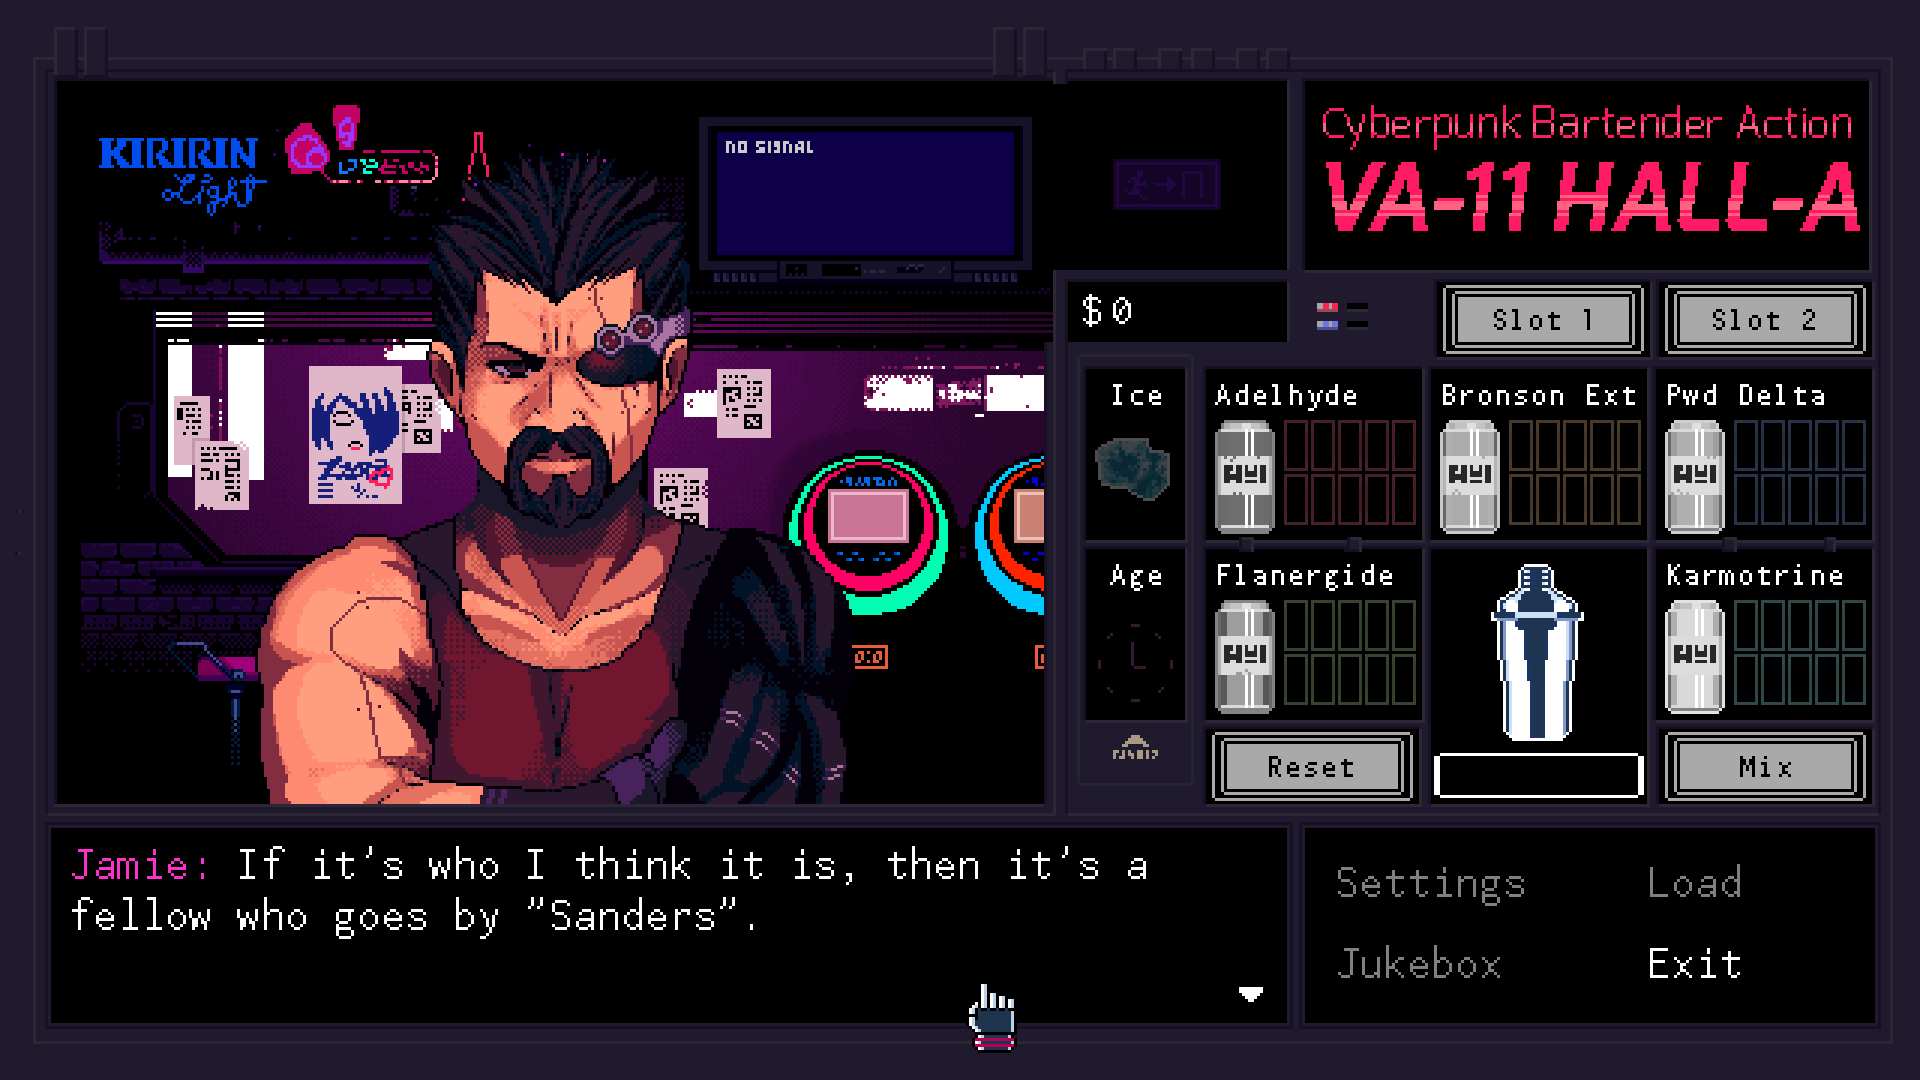 KIRIRIN
Light
NO SIGNAL
Cyberpunk Bartender Action
VA-11 HALL-A
$0
Slot 1
Slot 2
Ice
Adelhyde
Bronson Ext
Pwd Delta
Age
Flanergide
Karmotrine
Reset
Mix
Jamie: If it's who I think it is, then it's a
fellow who goes by "Sanders".
Settings
Load
Jukebox
Exit